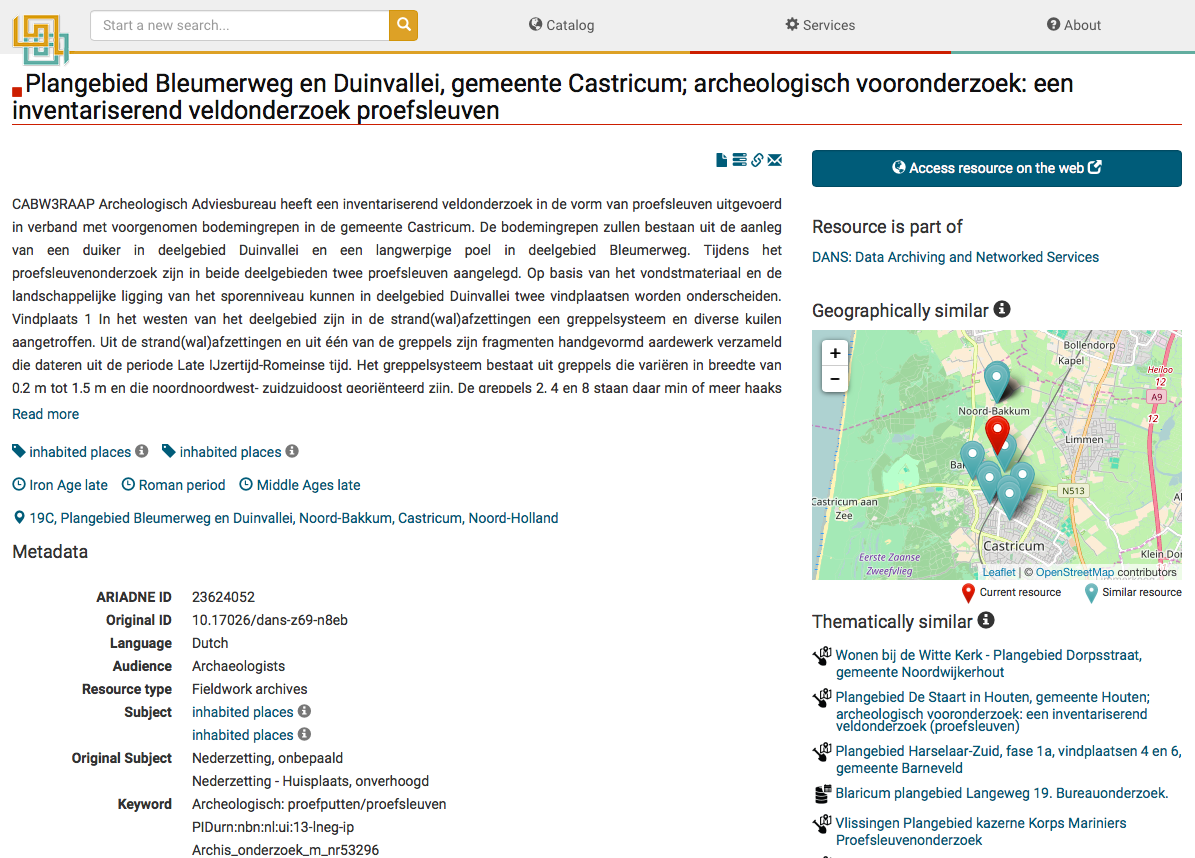 Start a new search...
Catalog
Services
About
Plangebied Bleumerweg en Duinvallei, gemeente Castricum; archeologisch vooronderzoek: een
inventariserend veldonderzoek proefsleuven
CABW3RAAP Archeologisch Adviesbureau heeft een inventariserend veldonderzoek in de vorm van proefsleuven uitgevoerd
in verband met voorgenomen bodemingrepen in de gemeente Castricum. De bodemingrepen zullen bestaan uit de aanleg
van een duiker in deelgebied Duinvallei en een langwerpige poel in deelgebied Bleumerweg. Tijdens het
proefsleuvenonderzoek zijn in beide deelgebieden twee proefsleuven aangelegd. Op basis van het vondstmateriaal en de
landschappelijke ligging van het sporenniveau kunnen in deelgebied Duinvallei twee vindplaatsen worden onderscheiden.
Vindplaats 1 In het westen van het deelgebied zijn in de strand(wal)afzettingen een greppelsysteem en diverse kuilen
aangetroffen. Uit de strand(wal)afzettingen en uit één van de greppels zijn fragmenten handgevormd aardewerk verzameld
die dateren uit de periode Late IJzertijd-Romeinse tijd. Het greppelsysteem bestaat uit greppels die variëren in breedte van
0.2 m tot 1.5 m en die noordnoordwest- zuidzuidoost georiënteerd zijn. De greppels 2, 4 en 8 staan daar min of meer haaks
Read more
inhabited places
inhabited places
Iron Age late
Roman period
Middle Ages late
19C, Plangebied Bleumerweg en Duinvallei, Noord-Bakkum, Castricum, Noord-Holland
Metadata
ARIADNE ID 23624052
Original ID 10.17026/dans-z69-n8eb
Language Dutch
Audience Archaeologists
Resource type Fieldwork archives
Subject inhabited places
inhabited places
Original Subject Nederzetting, onbepaald
Nederzetting - Huisplaats, onverhoogd
Keyword Archeologisch: proefputten/proefsleuven
PIDurn:nbn:nl:ui:13-lneg-ip
Archis_onderzoek_m_nr53296
Access resource on the web
Resource is part of
DANS: Data Archiving and Networked Services
Geographically similar
+
−
Bollendorp
Kapel
Heiloo
12
A9
12
Noord-Bakkum
Limmen
Ba
N513
Castricum aan
Zee
Castricum
Eerste Zaanse
Zweefvlieg
Klein Dor
Leaflet | © OpenStreetMap contributors
Current resource
Similar resource
Thematically similar
Wonen bij de Witte Kerk - Plangebied Dorpsstraat,
gemeente Noordwijkerhout
Plangebied De Staart in Houten, gemeente Houten;
archeologisch vooronderzoek: een inventariserend
veldonderzoek (proefsleuven)
Plangebied Harselaar-Zuid, fase 1a, vindplaatsen 4 en 6,
gemeente Barneveld
Blaricum plangebied Langeweg 19. Bureauonderzoek.
Vlissingen Plangebied kazerne Korps Mariniers
Proefsleuvenonderzoek